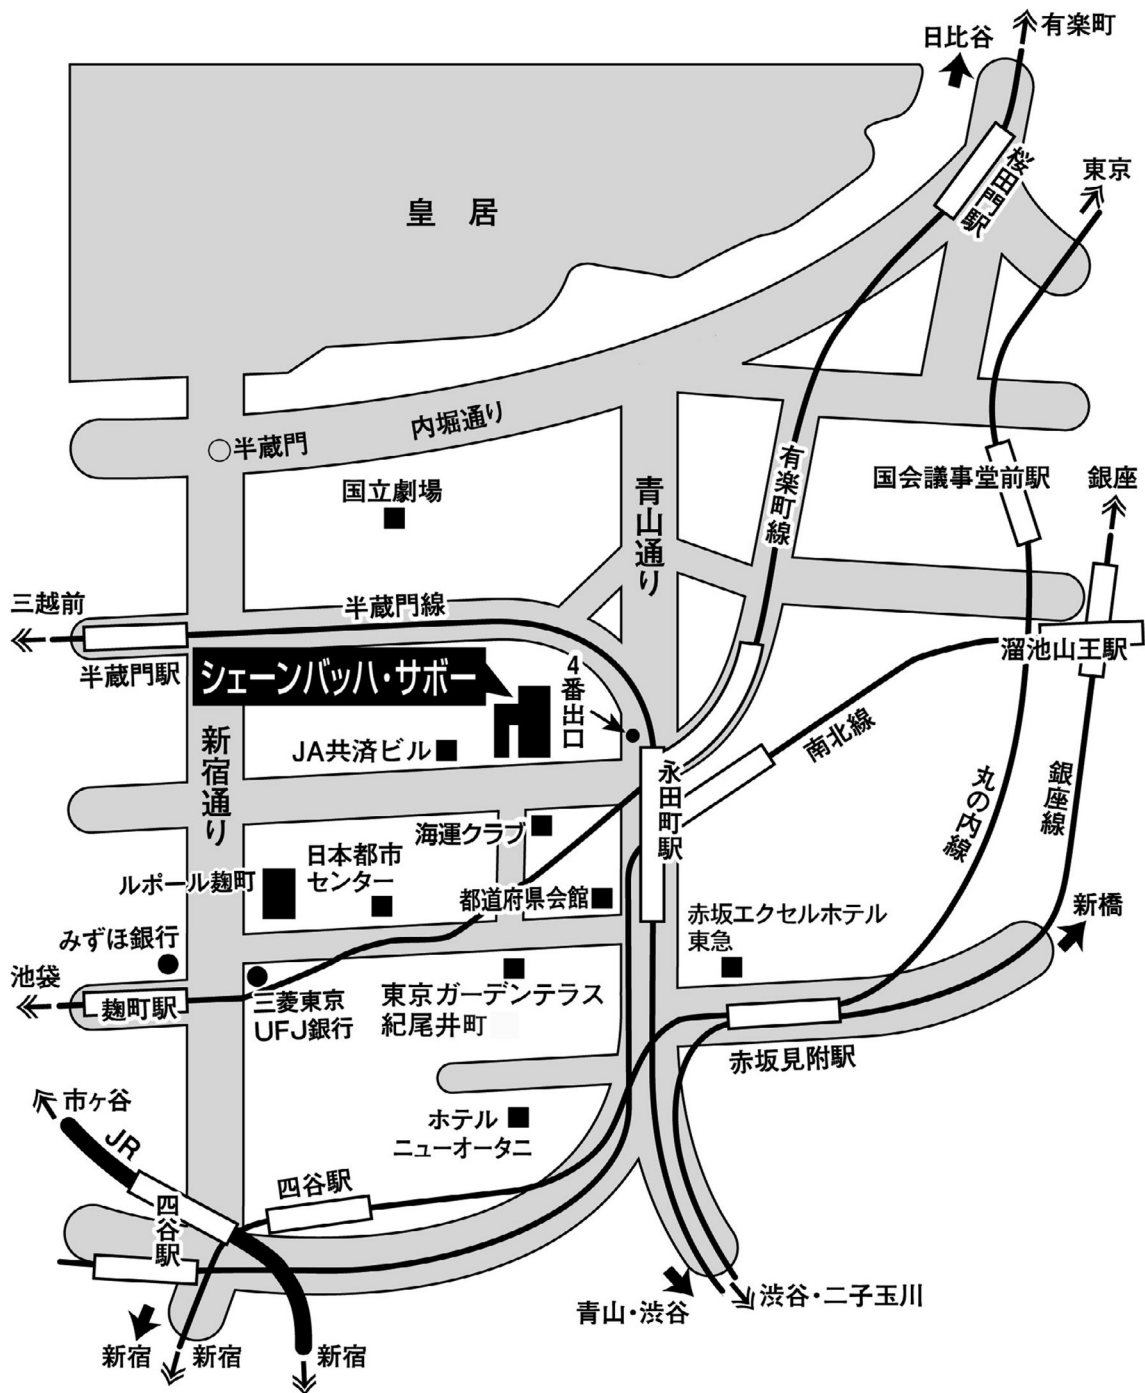 有楽町
日比谷
桜田門駅
東京
皇居
内堀通り
半蔵門
国立劇場
青山通り
有楽町線
国会議事堂前駅
銀座
三越前
半蔵門線
半蔵門駅
シェーンバッハ・サボー
4番出口
溜池山王駅
新宿通り
JA共済ビル
永田町駅
南北線
丸の内線
銀座線
海運クラブ
日本都市
センター
ルポール麹町
都道府県会館
赤坂エクセルホテル
東急
新橋
みずほ銀行
池袋
麹町駅
三菱東京
UFJ銀行
東京ガーデンテラス
紀尾井町
赤坂見附駅
市ヶ谷
JR
ホテル
ニューオータニ
四谷駅
四谷駅
青山・渋谷
渋谷・二子玉川
新宿
新宿
新宿